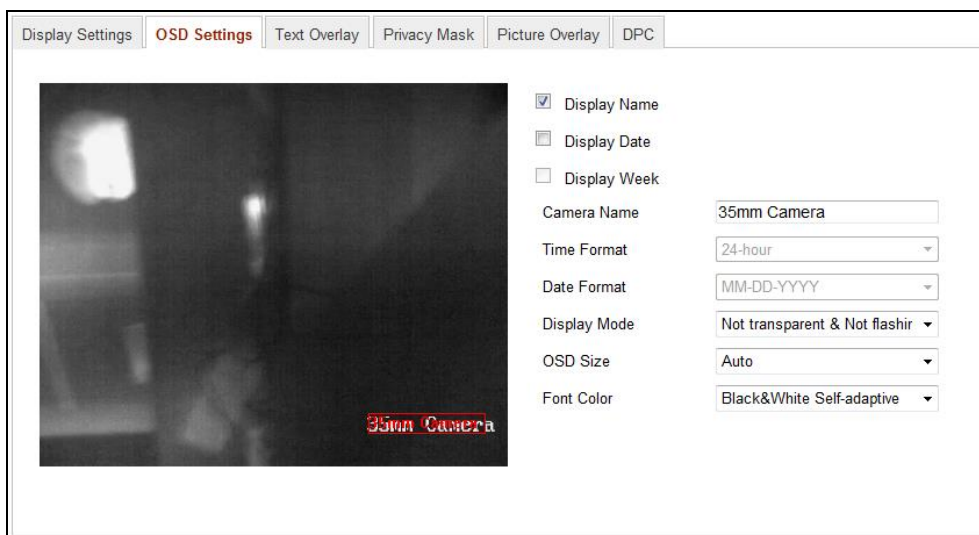 Display Settings OSD Settings Text Overlay Privacy Mask Picture Overlay DPC
Display Name
Display Date
Display Week
Camera Name 35mm Camera
Time Format 24-hour
Date Format MM-DD-YYYY
Display Mode Not transparent & Not flashir
OSD Size Auto
Font Color Black&White Self-adaptive
35mm Camera